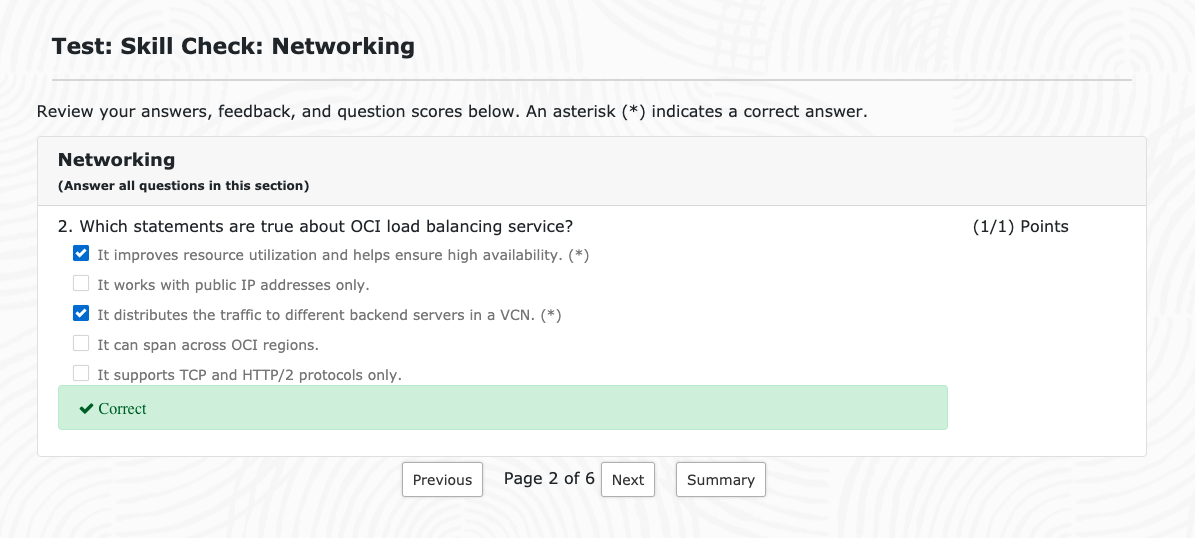 Test: Skill Check: Networking
Review your answers, feedback, and question scores below. An asterisk (*) indicates a correct answer.
Networking
(Answer all questions in this section)
2. Which statements are true about OCI load balancing service? (1/1) Points
It improves resource utilization and helps ensure high availability. (*)
It works with public IP addresses only.
It distributes the traffic to different backend servers in a VCN. (*)
It can span across OCI regions.
It supports TCP and HTTP/2 protocols only.
Correct
Previous Page 2 of 6 Next Summary